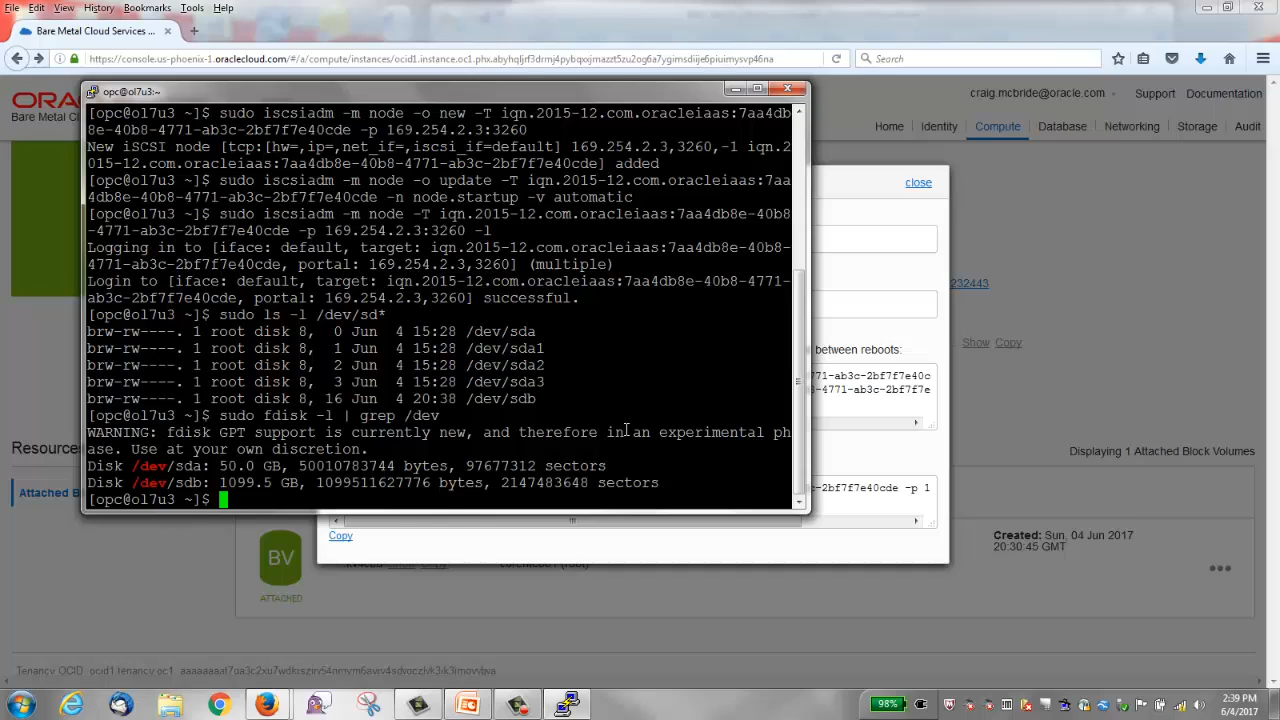 File Edit View History Bookmarks Tools Help
Bare Metal Cloud Services ...
https://console.us-phoenix-1.oraclecloud.com/#/a/compute/instances/ocid1.instance.oc1.phx.abyhqljrf3drmj4pybqxxjmazzt5zu2og6a7ygimsdiije6piuimysvp46na
Search
opc@ol7u3:~
craig.mcbride@oracle.com Support Documentation
Bare M
Home Identity Compute Database Networking Storage Audit
[opc@ol7u3 ~]$ sudo iscsiadm -m node -o new -T iqn.2015-12.com.oracleiaas:7aa4db
8e-40b8-4771-ab3c-2bf7f7e40cde -p 169.254.2.3:3260
New iSCSI node [tcp:[hw=,ip=,net_if=,iscsi_if=default] 169.254.2.3,3260,-1 iqn.2
015-12.com.oracleiaas:7aa4db8e-40b8-4771-ab3c-2bf7f7e40cde] added
[opc@ol7u3 ~]$ sudo iscsiadm -m node -o update -T iqn.2015-12.com.oracleiaas:7aa
4db8e-40b8-4771-ab3c-2bf7f7e40cde -n node.startup -v automatic
[opc@ol7u3 ~]$ sudo iscsiadm -m node -T iqn.2015-12.com.oracleiaas:7aa4db8e-40b8
-4771-ab3c-2bf7f7e40cde -p 169.254.2.3:3260 -l
Logging in to [iface: default, target: iqn.2015-12.com.oracleiaas:7aa4db8e-40b8-
4771-ab3c-2bf7f7e40cde, portal: 169.254.2.3,3260] (multiple)
Login to [iface: default, target: iqn.2015-12.com.oracleiaas:7aa4db8e-40b8-4771-
ab3c-2bf7f7e40cde, portal: 169.254.2.3,3260] successful.
[opc@ol7u3 ~]$ sudo ls -l /dev/sd*
brw-rw----. 1 root disk 8, 0 Jun 4 15:28 /dev/sda
brw-rw----. 1 root disk 8, 1 Jun 4 15:28 /dev/sda1
brw-rw----. 1 root disk 8, 2 Jun 4 15:28 /dev/sda2
brw-rw----. 1 root disk 8, 3 Jun 4 15:28 /dev/sda3
brw-rw----. 1 root disk 8, 16 Jun 4 20:38 /dev/sdb
[opc@ol7u3 ~]$ sudo fdisk -l | grep /dev
WARNING: fdisk GPT support is currently new, and therefore in an experimental ph
ase. Use at your own discretion.
Disk /dev/sda: 50.0 GB, 50010783744 bytes, 97677312 sectors
Disk /dev/sdb: 1099.5 GB, 1099511627776 bytes, 2147483648 sectors
[opc@ol7u3 ~]$
close
232443
Show Copy
between reboots:
771-ab3c-2bf7f7e40c
-4771-ab3c-2bf7f7e
Resource
Displaying 1 Attached Block Volumes
Attached B
c-2bf7f7e40cde -p 1
Copy
BV
ATTACHED
Created: Sun, 04 Jun 2017
20:30:45 GMT
Tenancy OCID
98%
2:39 PM
6/4/2017